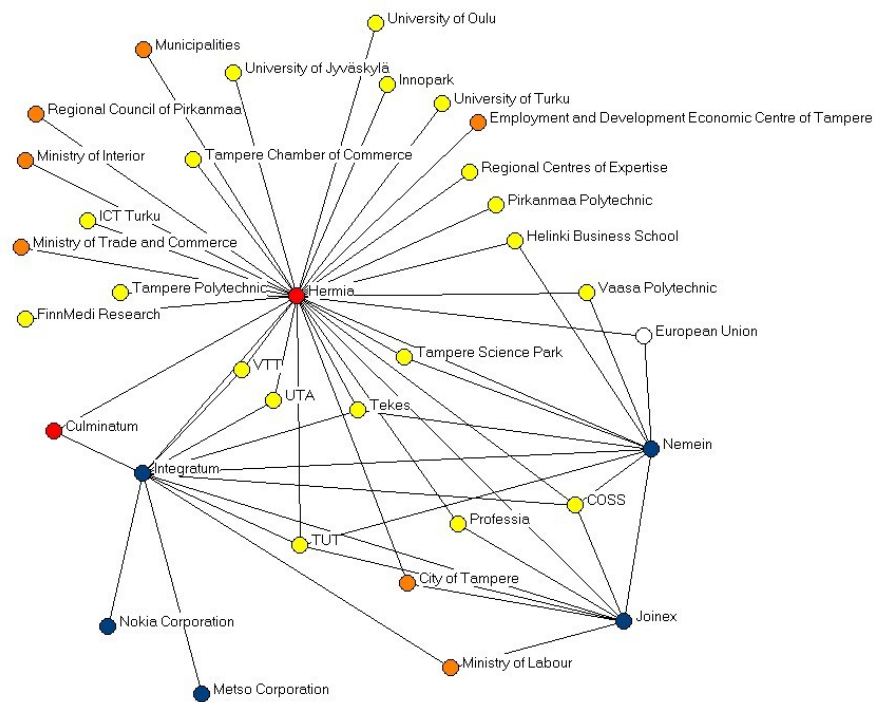 University of Oulu
Municipalities
University of Jyväskylä
Innopark
University of Turku
Regional Council of Pirkanmaa
Employment and Development Economic Centre of Tampere
Ministry of Interior
Tampere Chamber of Commerce
Regional Centres of Expertise
Pirkanmaa Polytechnic
ICT Turku
Helinki Business School
Ministry of Trade and Commerce
Tampere Polytechnic
Hermia
Vaasa Polytechnic
FinnMedi Research
European Union
Tampere Science Park
VTT
UTA
Tekes
Culminatum
Nemein
Integratum
COSS
Professia
TUT
City of Tampere
Nokia Corporation
Joinex
Ministry of Labour
Metso Corporation